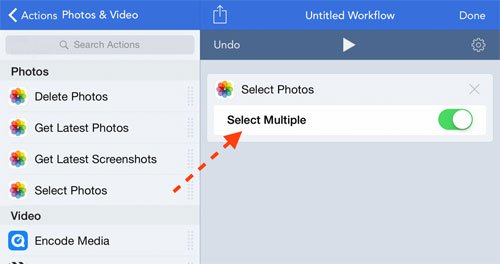 Actions Photos & Video
Search Actions
Photos
Delete Photos
Get Latest Photos
Get Latest Screenshots
Select Photos
Video
Encode Media
Untitled Workflow
Done
Undo
Select Photos
Select Multiple